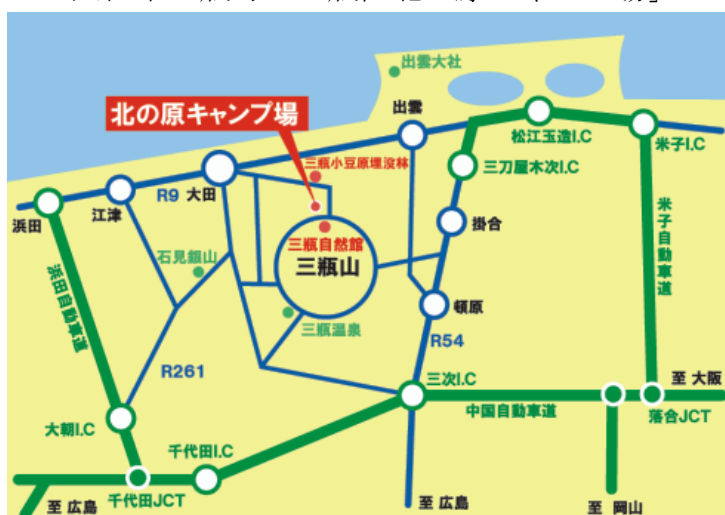 出雲大社
北の原キャンプ場
出雲
松江玉造I.C
米子I.C
三瓶小豆原埋没林
三刀屋木次I.C
R9
大田
江津
浜田
掛合
米子自動車道
三瓶自然館
三瓶山
石見銀山
浜田自動車道
頓原
三瓶温泉
R54
R261
三次I.C
至 大阪
中国自動車道
落合JCT
大朝I.C
千代田I.C
千代田JCT
至 広島
至 広島
至 岡山